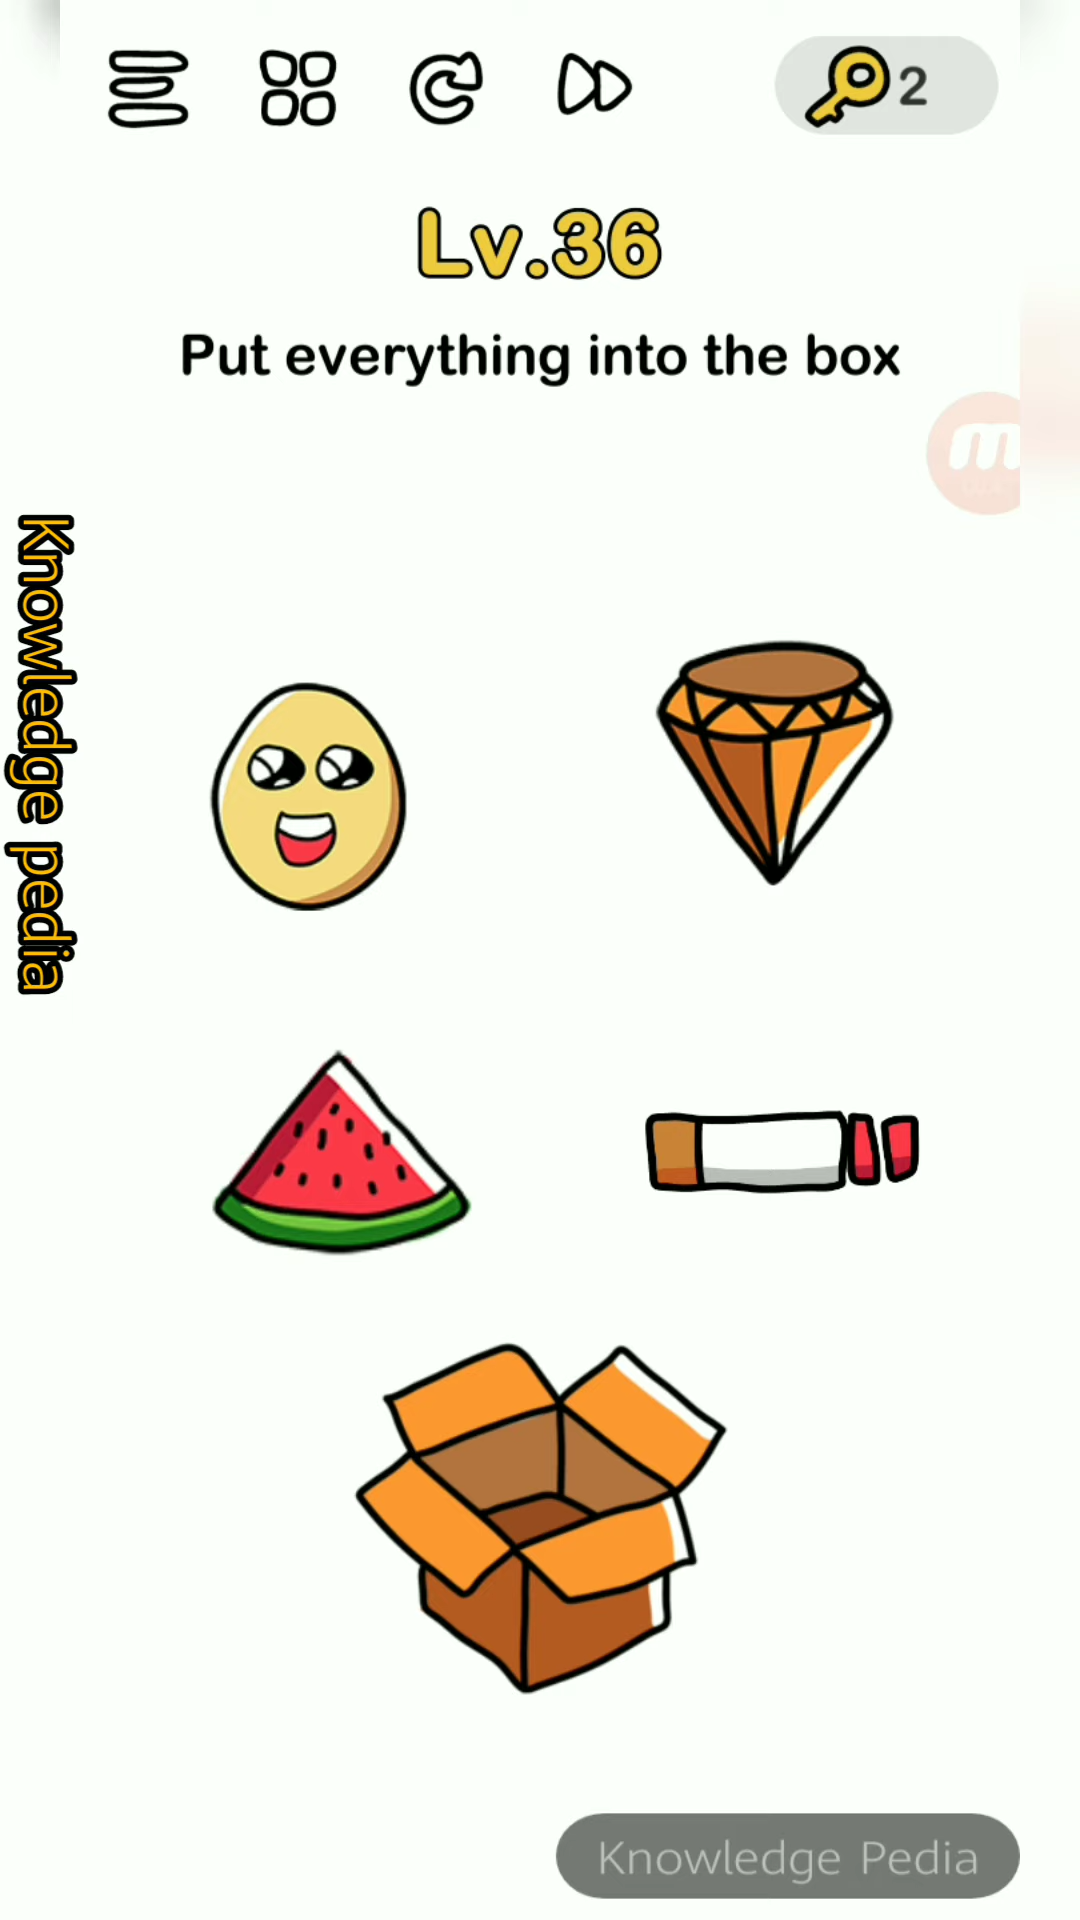 2
Lv.36
Put everything into the box
Knowledge pedia
Knowledge Pedia